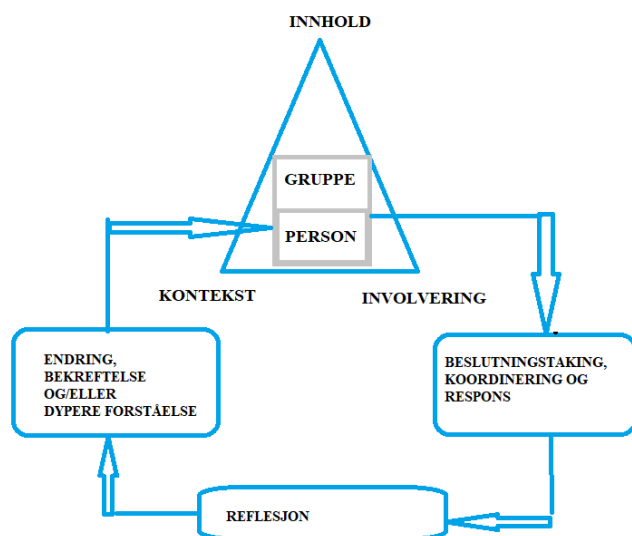 INNHOLD
GRUPPE
PERSON
KONTEKST
INVOLVERING
ENDRING,
BEKREFTELSE
OG/ELLER
DYPERE FORSTÅELSE
BESLUTNINGSTAKING,
KOORDINERING OG
RESPONS
REFLESJON